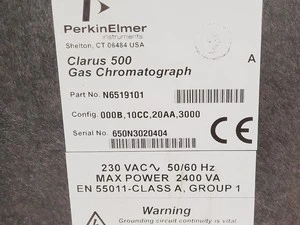 PerkinElmer
instruments
Shelton, CT 06484 USA
Clarus 500
A
Gas Chromatograph
Part No. N6519101
Config. 000B,10CC,20AA,3000
Serial No. 650N3020404
230 VAC∿ 50/60 Hz
MAX POWER 2400 VA
EN 55011-CLASS A, GROUP 1
Warning
Grounding circuit continuity is vital